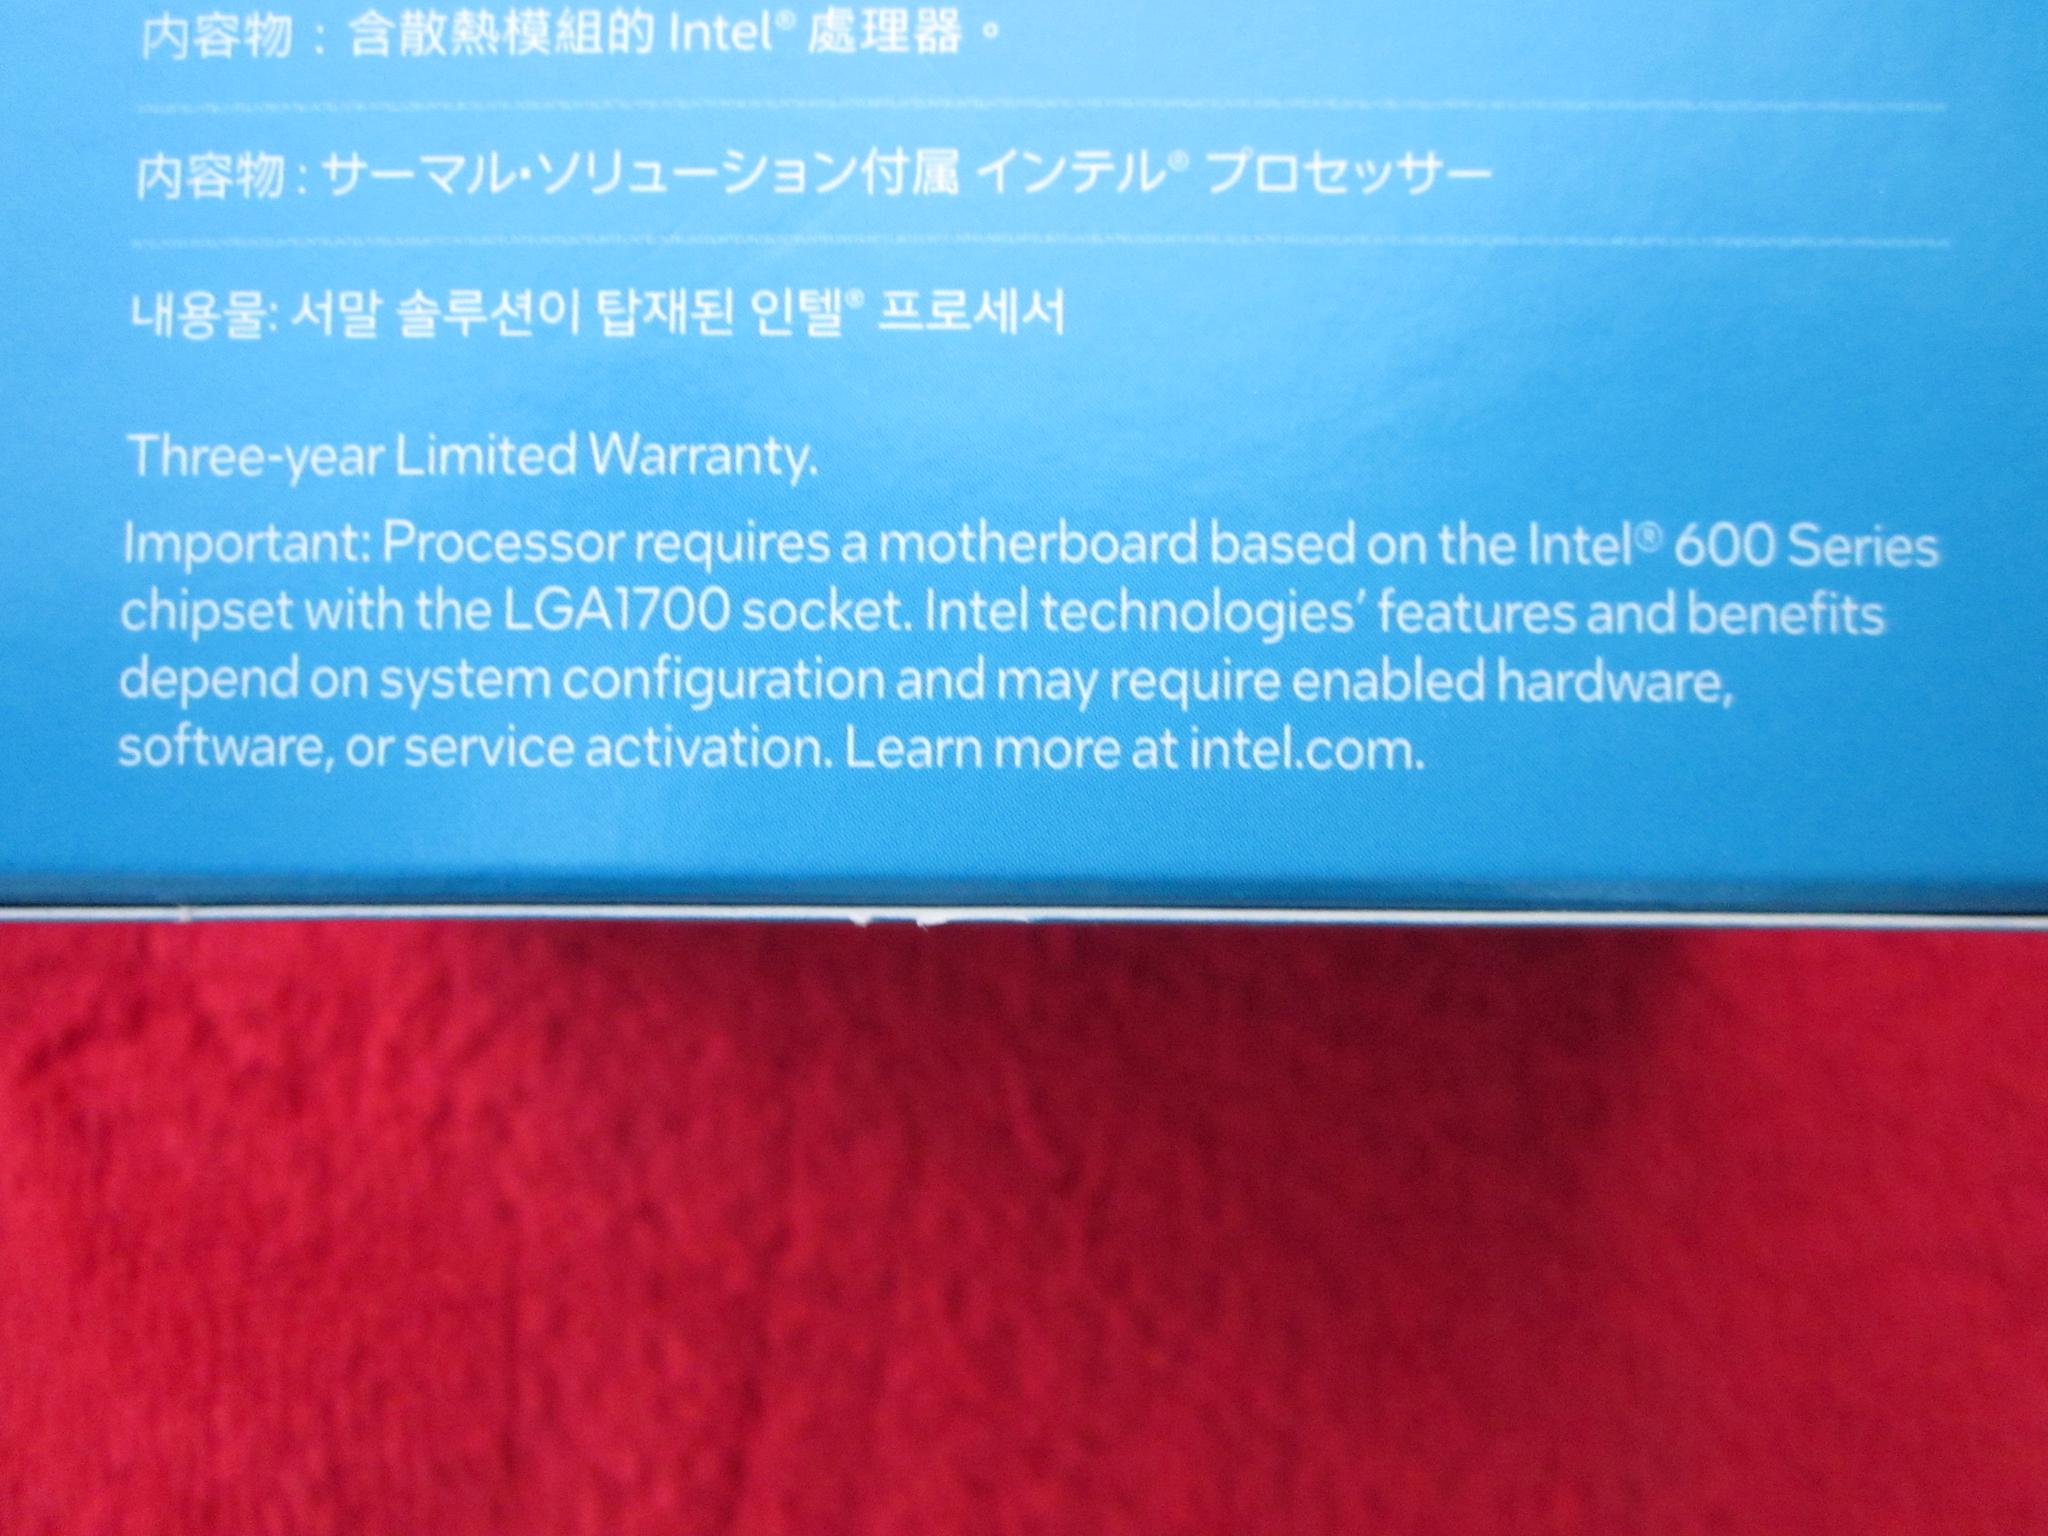 内容物：含散熱模組的 Intel® 處理器。
内容物：サーマル・ソリューション付属 インテル® プロセッサー
내용물: 서말 솔루션이 탑재된 인텔® 프로세서
Three-year Limited Warranty.
Important: Processor requires a motherboard based on the Intel® 600 Series
chipset with the LGA1700 socket. Intel technologies’ features and benefits
depend on system configuration and may require enabled hardware,
software, or service activation. Learn more at intel.com.